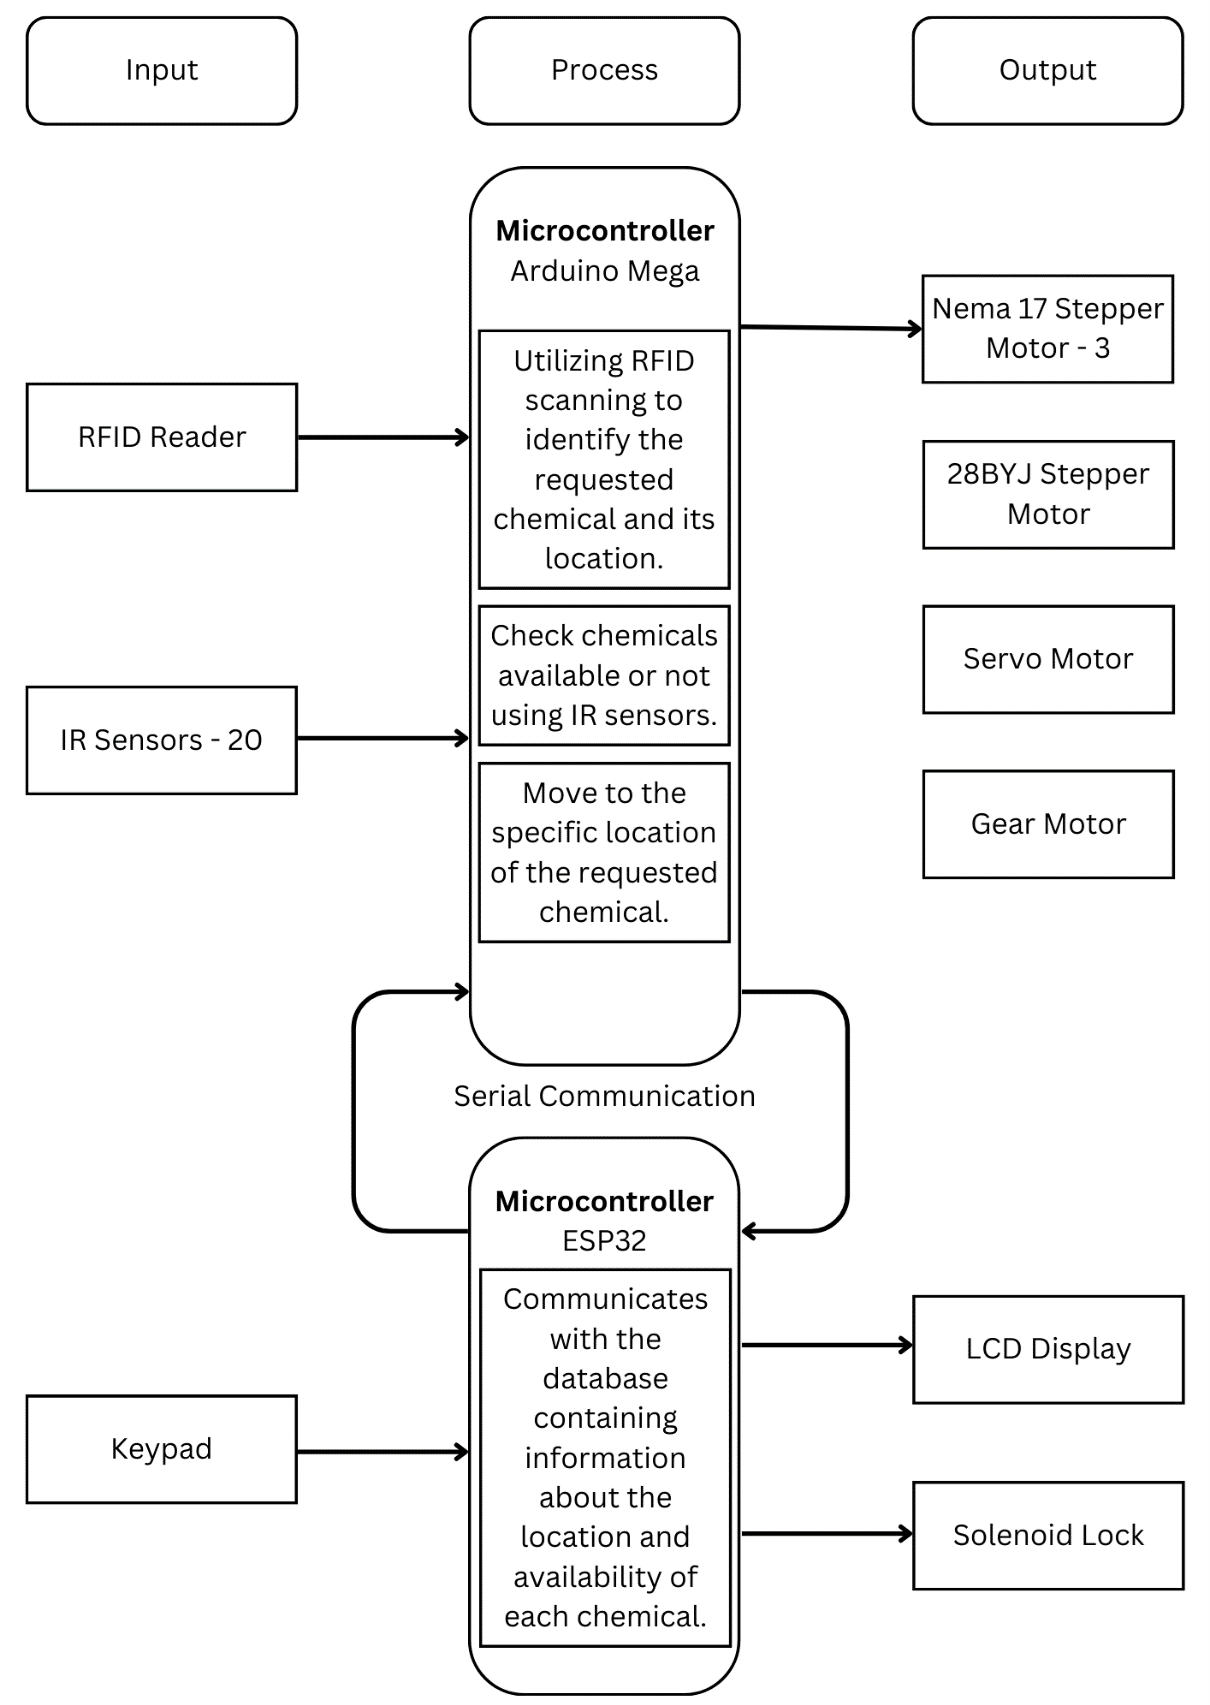 Input
Process
Output
Microcontroller
Arduino Mega
Utilizing RFID
scanning to
identify the
requested
chemical and its
location.
Check chemicals
available or not
using IR sensors.
Move to the
specific location
of the requested
chemical.
RFID Reader
IR Sensors - 20
Nema 17 Stepper
Motor - 3
28BYJ Stepper
Motor
Servo Motor
Gear Motor
Serial Communication
Microcontroller
ESP32
Communicates
with the
database
containing
information
about the
location and
availability of
each chemical.
Keypad
LCD Display
Solenoid Lock